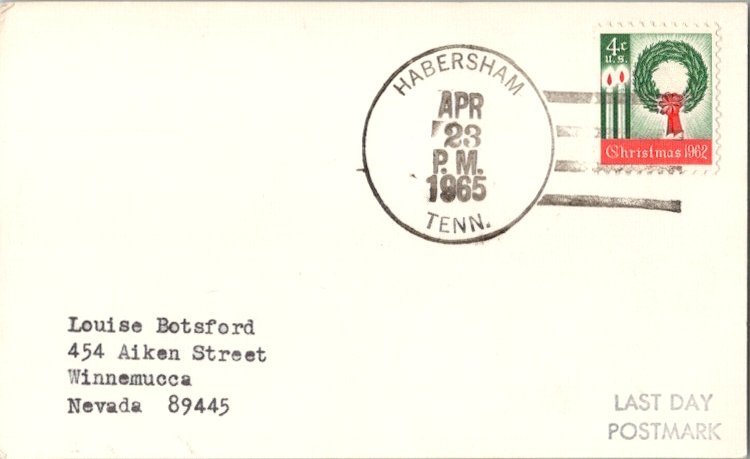 HABERSHAM
APR
23
P.M.
1965
TENN.
4¢
U.S.
Christmas 1962
Louise Botsford
454 Aiken Street
Winnemucca
Nevada 89445
LAST DAY
POSTMARK